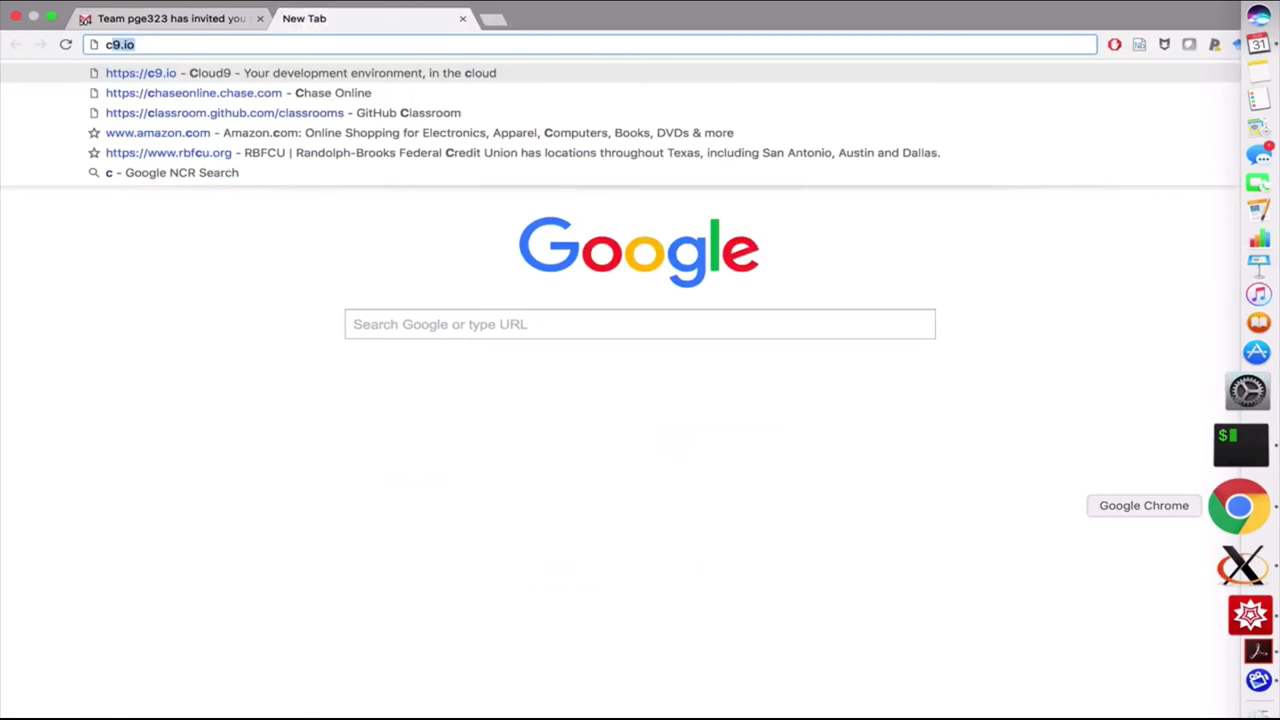 Team pge323 has invited you
New Tab
c9.io
https://c9.io - Cloud9 - Your development environment, in the cloud
https://chaseonline.chase.com - Chase Online
https://classroom.github.com/classrooms - GitHub Classroom
www.amazon.com - Amazon.com: Online Shopping for Electronics, Apparel, Computers, Books, DVDs & more
https://www.rbfcu.org - RBFCU | Randolph-Brooks Federal Credit Union has locations throughout Texas, including San Antonio, Austin and Dallas.
c - Google NCR Search
Google
Search Google or type URL
31
$
Google Chrome